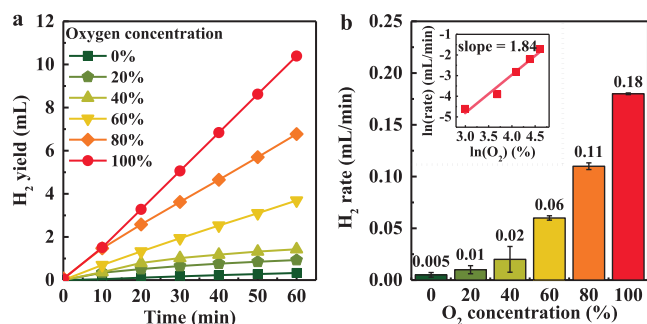 a
Oxygen concentration
0%
20%
40%
60%
80%
100%
H2 yield (mL)
12
10
8
6
4
2
0
0 10 20 30 40 50 60
Time (min)
b
H2 rate (mL/min)
0.25
0.20
0.15
0.10
0.05
0.00
slope = 1.84
ln(rate) (mL/min)
-1
-2
-3
-4
-5
3.0 3.5 4.0 4.5
ln(O2) (%)
0.005 0.01 0.02 0.06 0.11 0.18
0 20 40 60 80 100
O2 concentration (%)